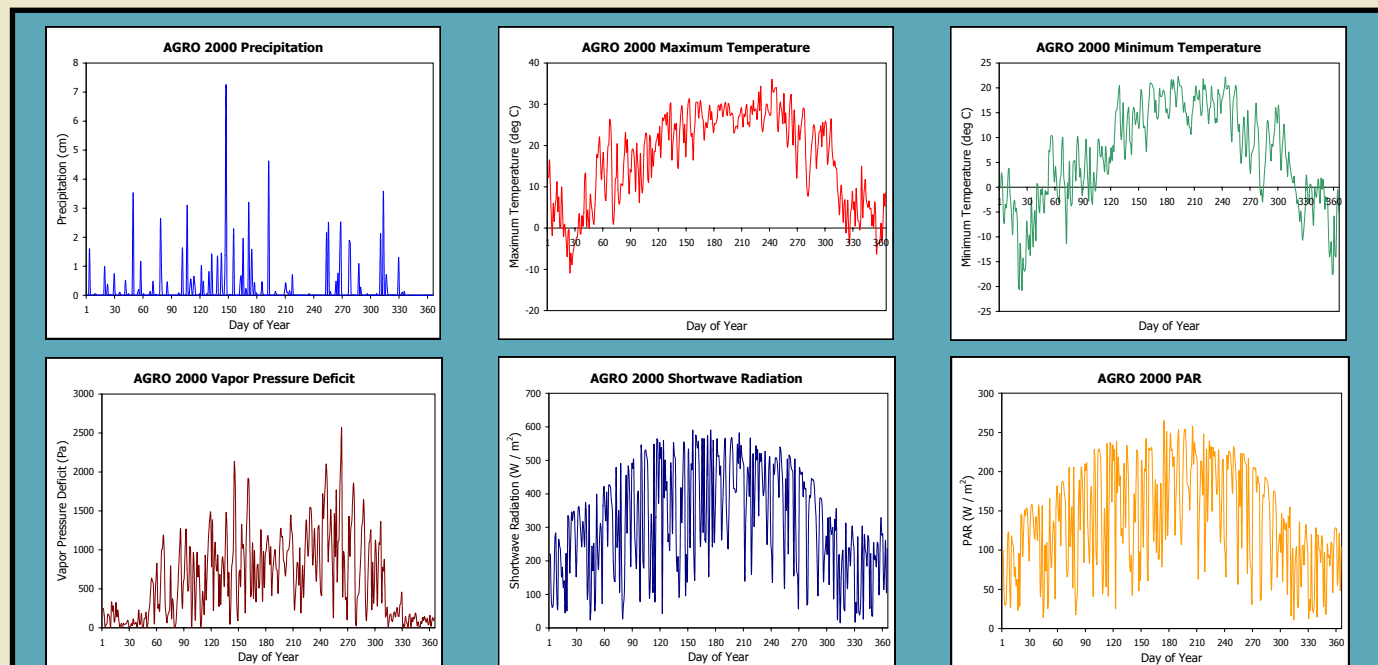 AGRO 2000 Precipitation
8
7
6
5
4
3
2
1
0
Precipitation (cm)
1 30 60 90 120 150 180 210 240 270 300 330 360
Day of Year
AGRO 2000 Maximum Temperature
40
30
20
10
0
-10
-20
Maximum Temperature (deg C)
1 30 60 90 120 150 180 210 240 270 300 330 360
Day of Year
AGRO 2000 Minimum Temperature
25
20
15
10
5
0
-5
-10
-15
-20
-25
Minimum Temperature (deg C)
1 30 60 90 120 150 180 210 240 270 300 330 360
Day of Year
AGRO 2000 Vapor Pressure Deficit
3000
2500
2000
1500
1000
500
0
Vapor Pressure Deficit (Pa)
1 30 60 90 120 150 180 210 240 270 300 330 360
Day of Year
AGRO 2000 Shortwave Radiation
700
600
500
400
300
200
100
0
Shortwave Radiation (W / m²)
1 30 60 90 120 150 180 210 240 270 300 330 360
Day of Year
AGRO 2000 PAR
300
250
200
150
100
50
0
PAR (W / m²)
1 30 60 90 120 150 180 210 240 270 300 330 360
Day of Year